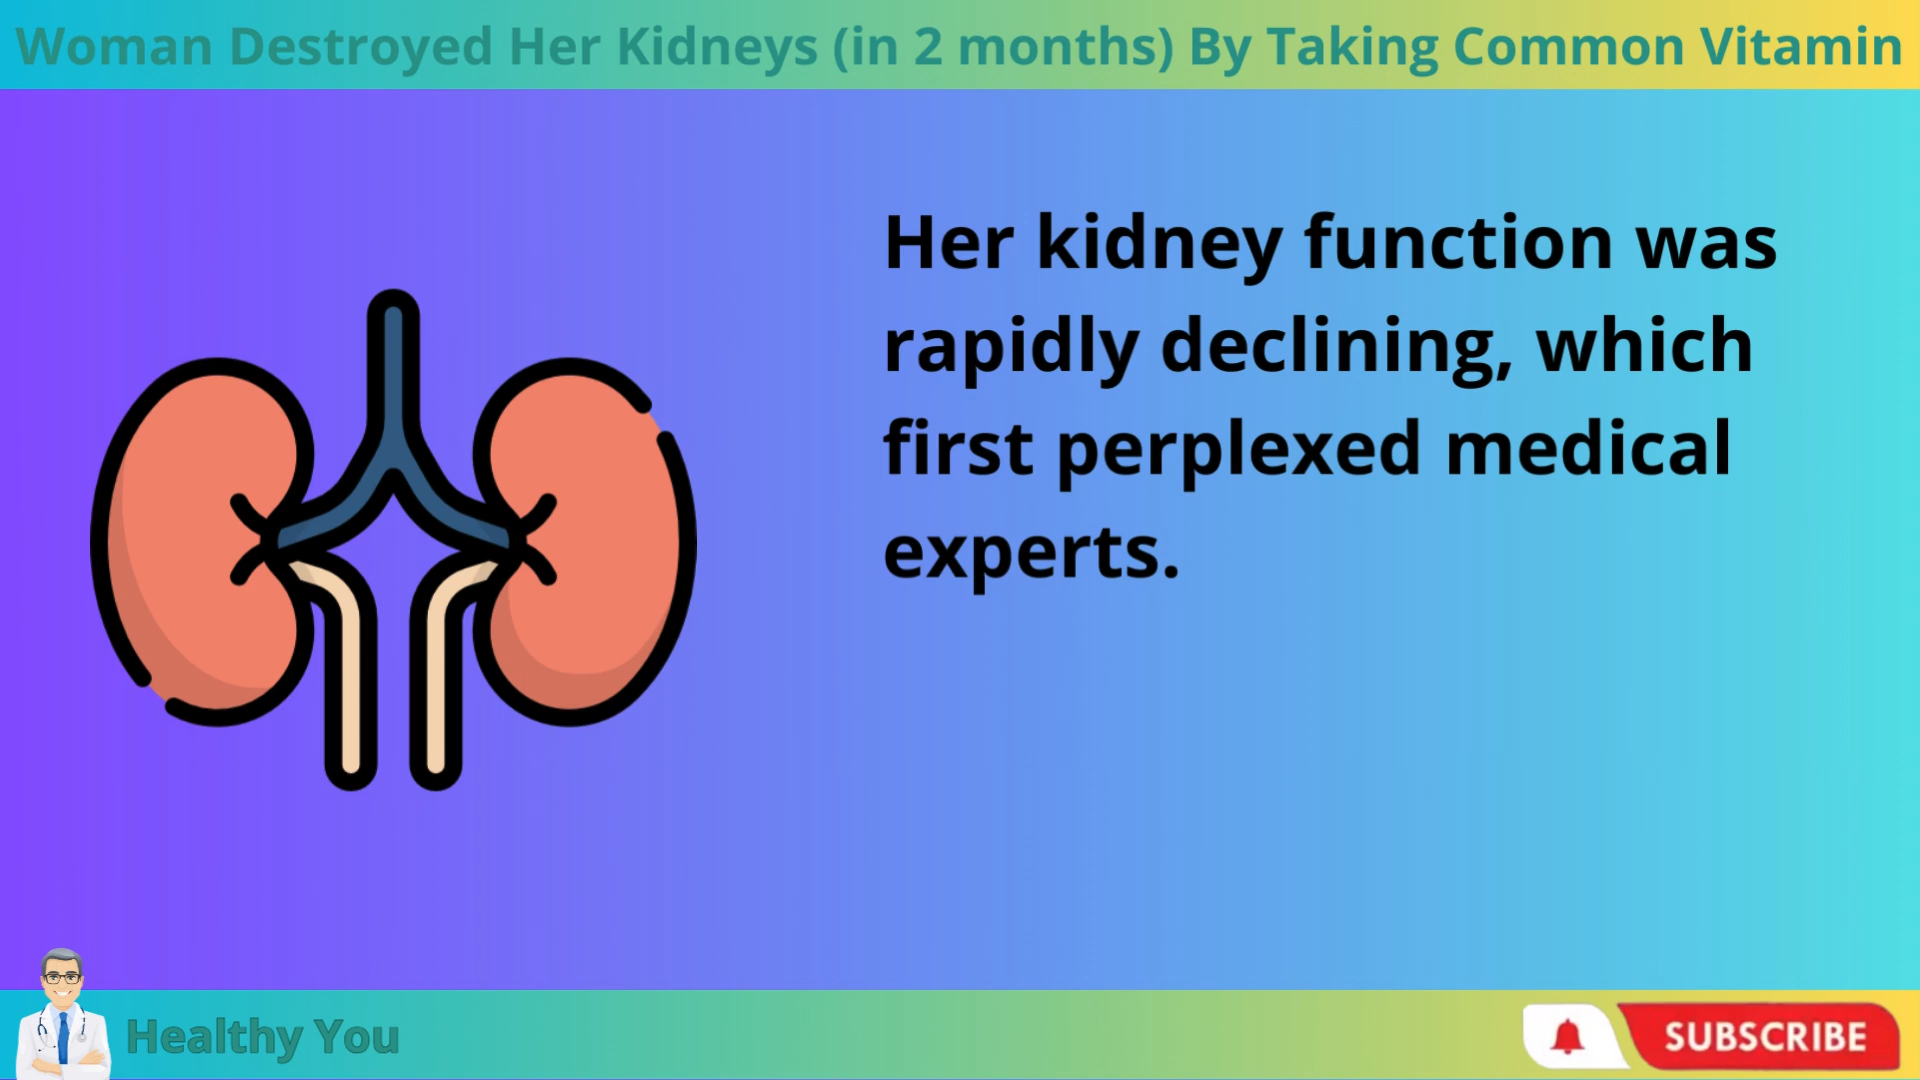 Woman Destroyed Her Kidneys (in 2 months) By Taking Common Vitamin
Her kidney function was
rapidly declining, which
first perplexed medical
experts.
Healthy You
SUBSCRIBE